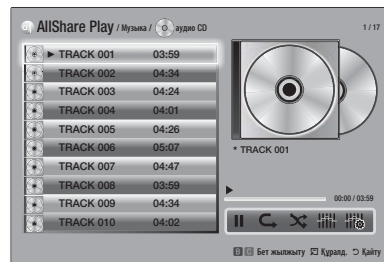 AllShare Play / Музыка / аудио CD 1 / 17
TRACK 001 03:59
TRACK 002 04:34
TRACK 003 04:24
TRACK 004 04:01
TRACK 005 04:26
TRACK 006 05:07
TRACK 007 04:47
TRACK 008 03:59
TRACK 009 04:34
TRACK 010 04:02
* TRACK 001
00:00 / 03:59
B C Бет жылжыту Құралд. Қайту